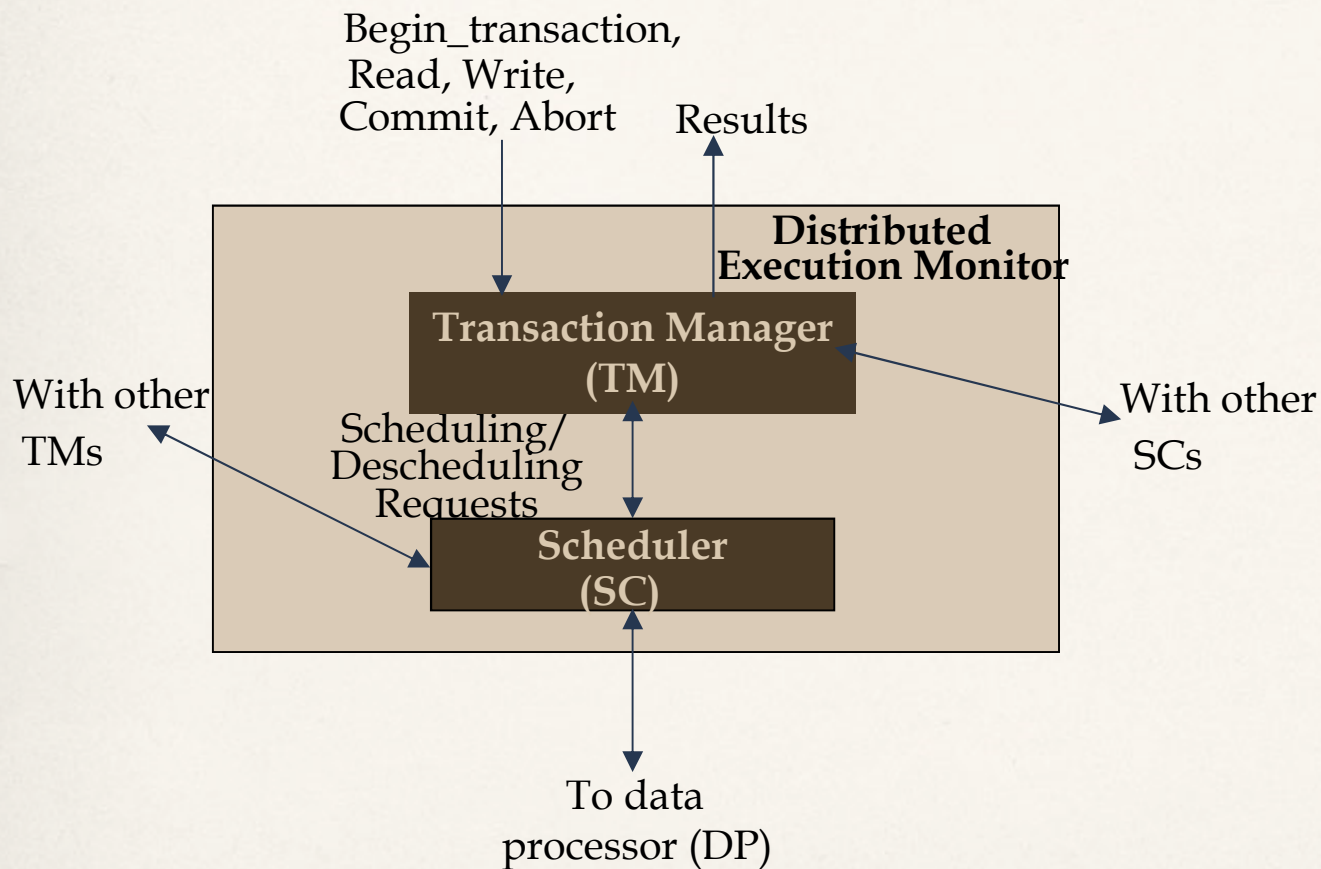 Begin_transaction,
Read, Write,
Commit, Abort
Results
Distributed
Execution Monitor
Transaction Manager
(TM)
With other
TMs
With other
SCs
Scheduling/
Descheduling
Requests
Scheduler
(SC)
To data
processor (DP)